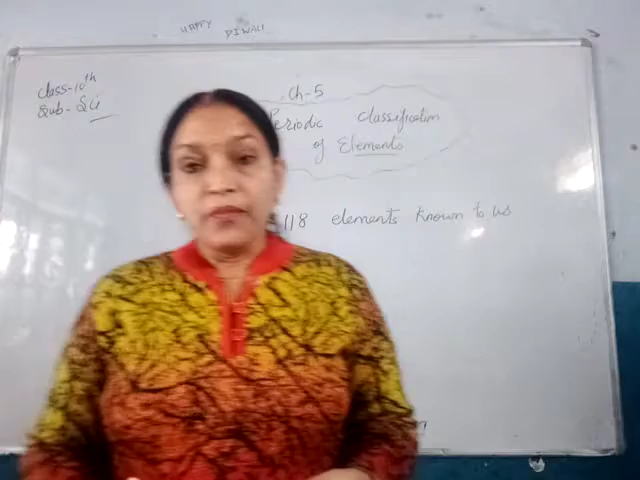 HAPPY DIWALI
Class-10th
Sub- Sci
Ch-5
Periodic classification
of Elements
118 elements known to us